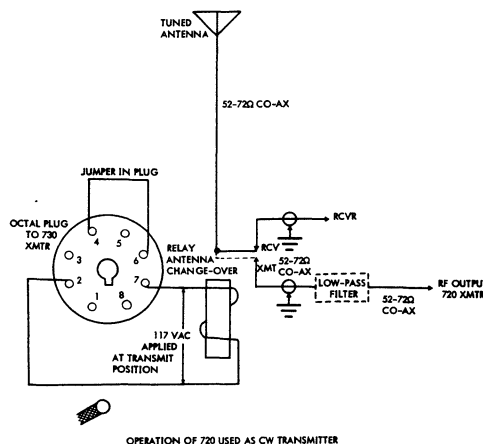 TUNED
ANTENNA
52-72Ω CO-AX
JUMPER IN PLUG
OCTAL PLUG
TO 730
XMTR
4
5
3
6
2
7
1
8
RELAY
ANTENNA
CHANGE-OVER
RCV
RCVR
XMT
52-72Ω
CO-AX
LOW-PASS
FILTER
RF OUTPUT
720 XMTR
52-72Ω
CO-AX
117 VAC
APPLIED
AT TRANSMIT
POSITION
OPERATION OF 720 USED AS CW TRANSMITTER